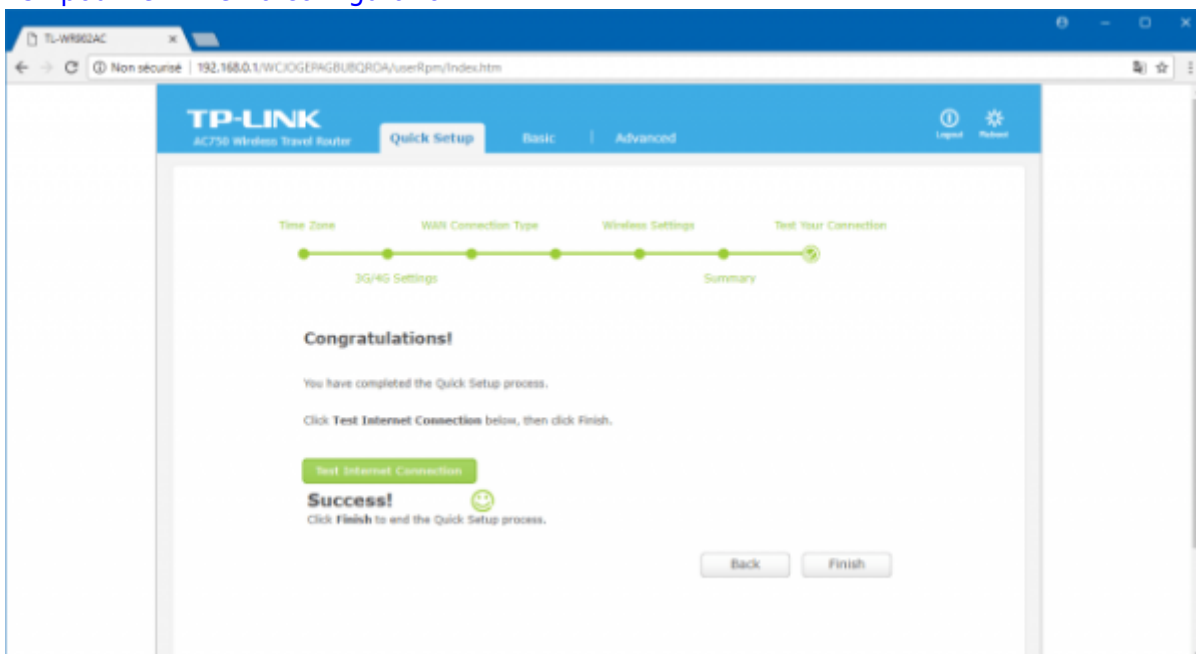 TL-WR902AC
Non sécurisé | 192.168.0.1/WCJOGEPAGBUBQROA/userRpm/Index.htm
TP-LINK
AC750 Wireless Travel Router
Quick Setup
Basic
Advanced
Logout
Reboot
Time Zone
WAN Connection Type
Wireless Settings
Test Your Connection
3G/4G Settings
Summary
Congratulations!
You have completed the Quick Setup process.
Click Test Internet Connection below, then click Finish.
Test Internet Connection
Success!
Click Finish to end the Quick Setup process.
Back
Finish